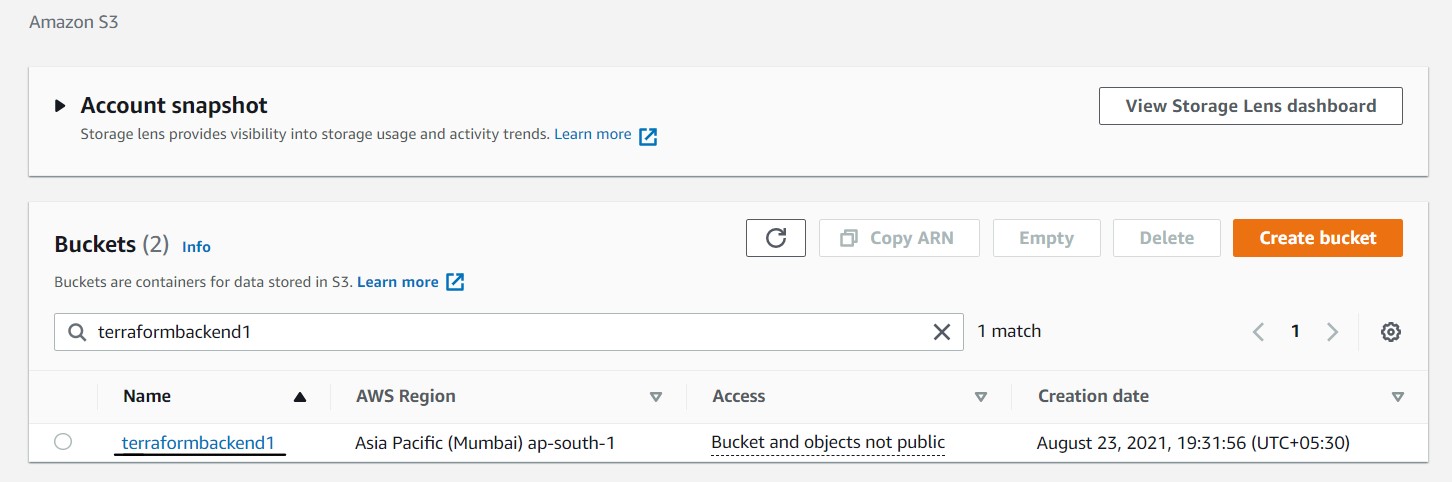 Amazon S3
Account snapshot
View Storage Lens dashboard
Storage lens provides visibility into storage usage and activity trends. Learn more
Buckets (2) Info
Copy ARN
Empty
Delete
Create bucket
Buckets are containers for data stored in S3. Learn more
terraformbackend1
1 match
1
Name
AWS Region
Access
Creation date
terraformbackend1
Asia Pacific (Mumbai) ap-south-1
Bucket and objects not public
August 23, 2021, 19:31:56 (UTC+05:30)